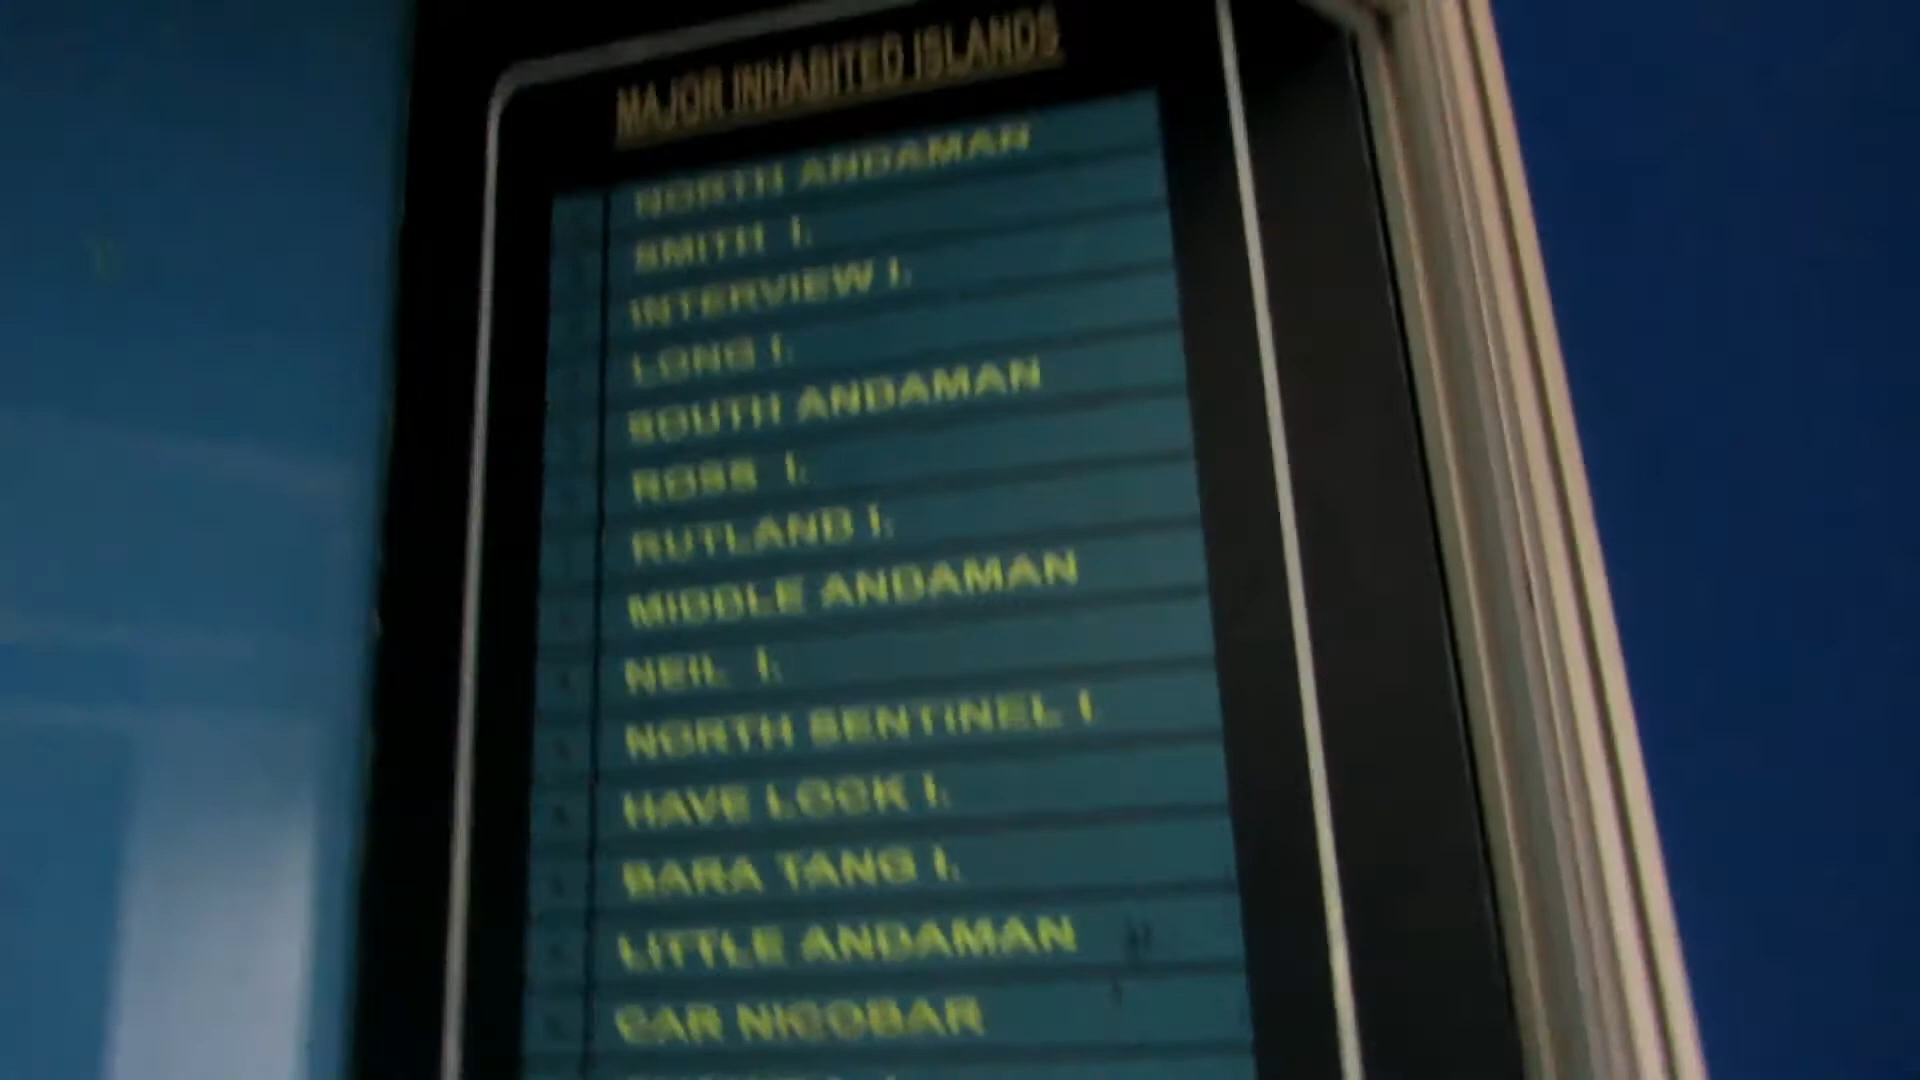 MAJOR INHABITED ISLANDS
NORTH ANDAMAN
SMITH I.
INTERVIEW I.
LONG I.
SOUTH ANDAMAN
ROSS I.
RUTLAND I.
MIDDLE ANDAMAN
NEIL I.
NORTH SENTINEL I
HAVE LOCK I.
BARA TANG I.
LITTLE ANDAMAN
CAR NICOBAR